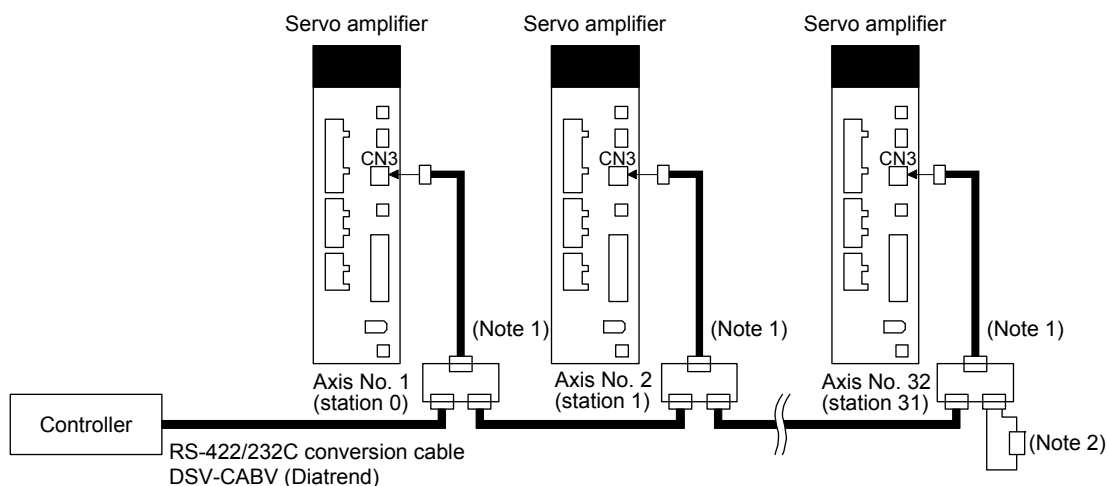 Servo amplifier
Servo amplifier
Servo amplifier
CN3
CN3
CN3
(Note 1)
(Note 1)
(Note 1)
Axis No. 1
(station 0)
Axis No. 2
(station 1)
Axis No. 32
(station 31)
Controller
(Note 2)
RS-422/232C conversion cable
DSV-CABV (Diatrend)